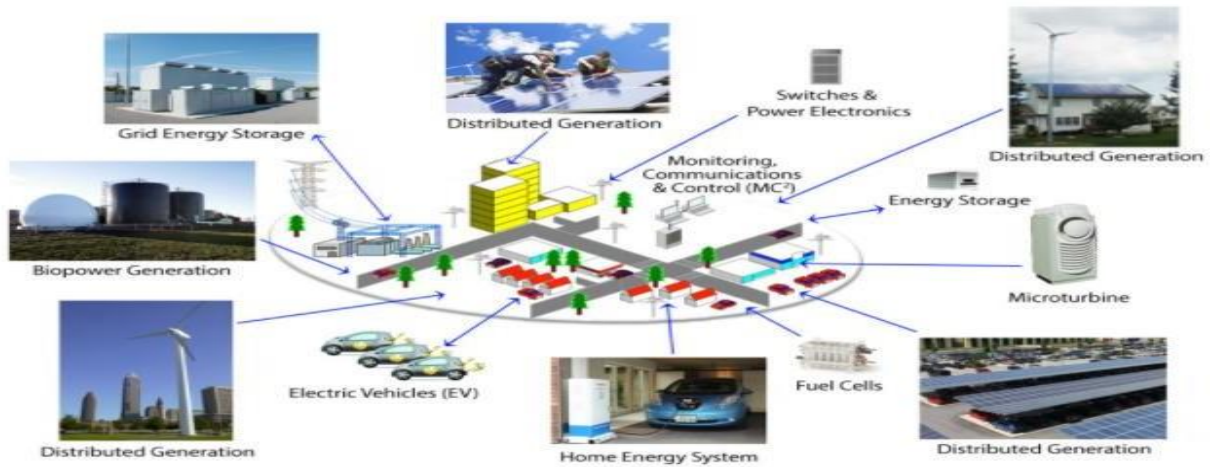 Grid Energy Storage
Distributed Generation
Switches &
Power Electronics
Distributed Generation
Monitoring,
Communications
& Control (MC²)
Energy Storage
Biopower Generation
Microturbine
Electric Vehicles (EV)
Fuel Cells
Distributed Generation
Home Energy System
Distributed Generation